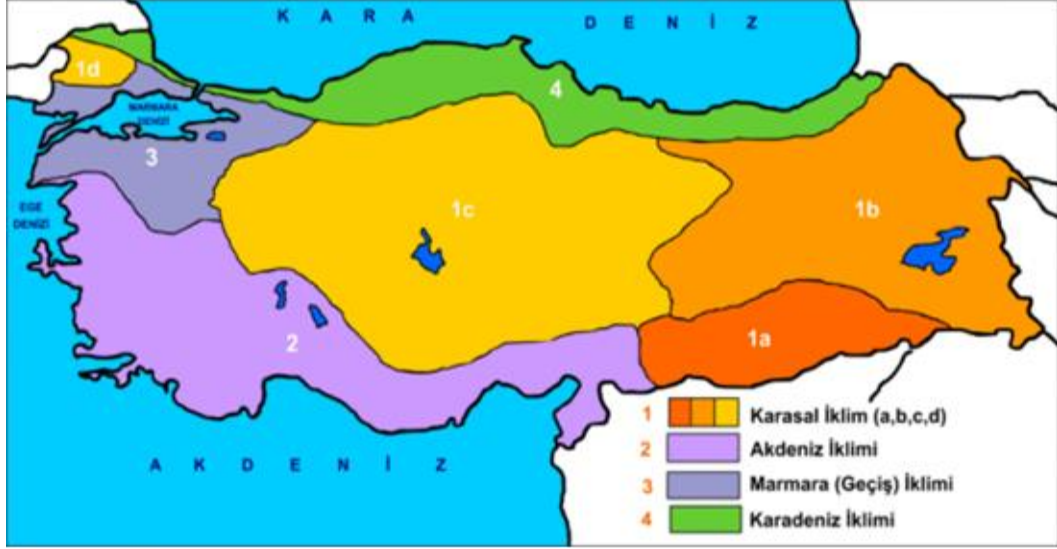 K A R A D E N İ Z
1d
MARMARA
DENİZİ
4
3
EGE
DENİZİ
1c
1b
2
1a
A K D E N İ Z
1 Karasal İklim (a,b,c,d)
2 Akdeniz İklimi
3 Marmara (Geçiş) İklimi
4 Karadeniz İklimi